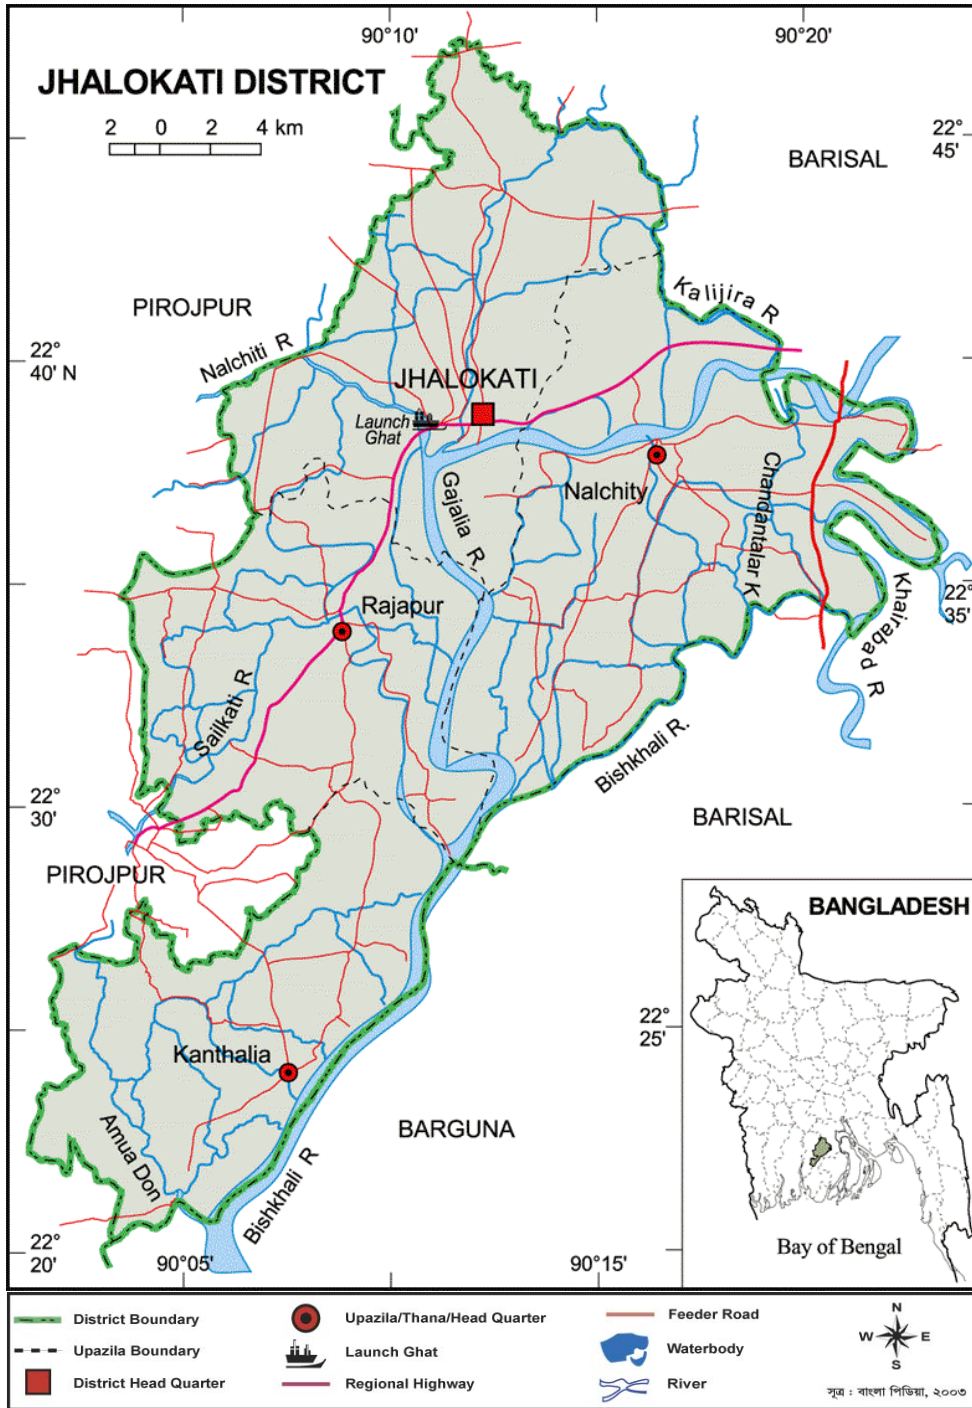 90°10'
90°20'
JHALOKATI DISTRICT
2 0 2 4 km
22°
45'
BARISAL
Kalijira R
PIROJPUR
Nalchiti R
22°
40' N
JHALOKATI
Launch
Ghat
Gajalia R.
Nalchity
Chandantalar K
Khairabad R
22°
35'
Rajapur
Sailkati R
Bishkhali R.
22°
30'
BARISAL
PIROJPUR
BANGLADESH
22°
25'
Kanthalia
Amua Don
BARGUNA
Bishkhali R
Bay of Bengal
22°
20'
90°05'
90°15'
District Boundary
Upazila/Thana/Head Quarter
Feeder Road
N
W E
S
Upazila Boundary
Launch Ghat
Waterbody
District Head Quarter
Regional Highway
River
সূত্র : বাংলা পিডিয়া, ২০০৩